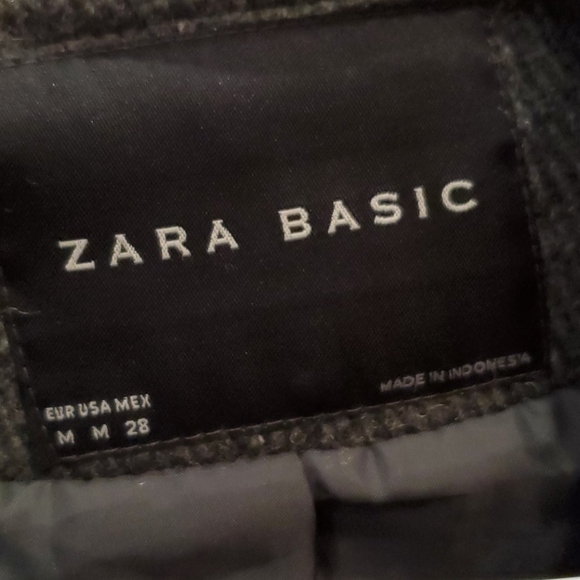 ZARA BASIC
MADE IN INDONESIA
EUR USA MEX
M M 28